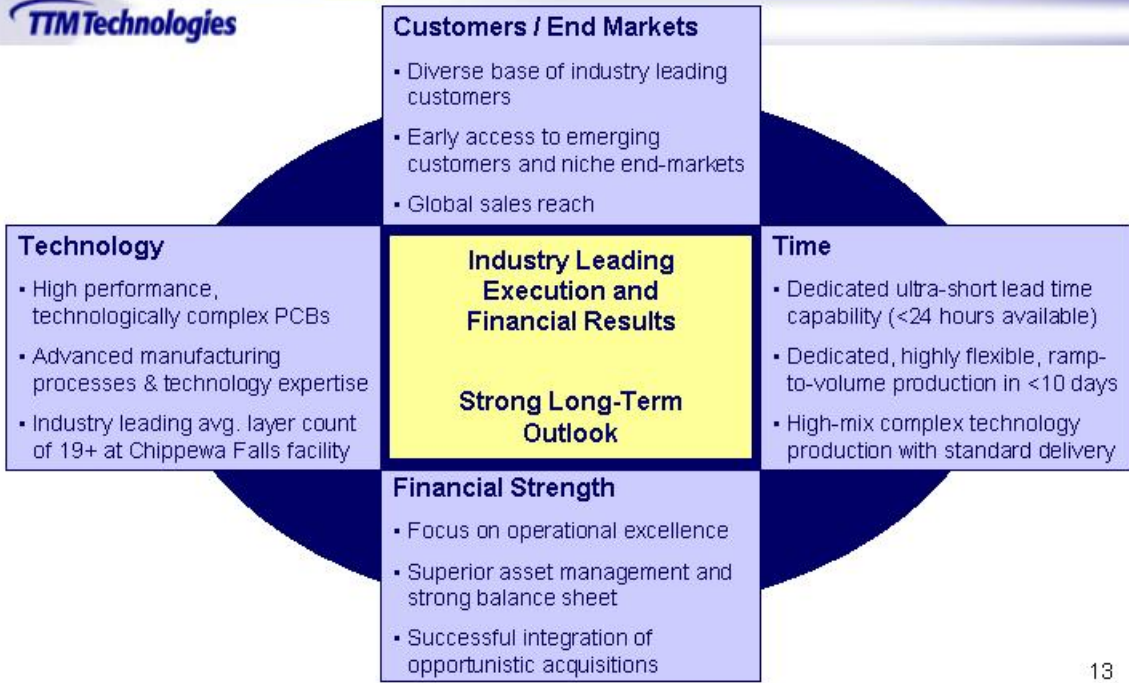 TTM Technologies
Customers / End Markets
▪ Diverse base of industry leading
customers
▪ Early access to emerging
customers and niche end-markets
▪ Global sales reach
Technology
▪ High performance,
technologically complex PCBs
▪ Advanced manufacturing
processes & technology expertise
▪ Industry leading avg. layer count
of 19+ at Chippewa Falls facility
Industry Leading
Execution and
Financial Results
Strong Long-Term
Outlook
Time
▪ Dedicated ultra-short lead time
capability (<24 hours available)
▪ Dedicated, highly flexible, ramp-
to-volume production in <10 days
▪ High-mix complex technology
production with standard delivery
Financial Strength
▪ Focus on operational excellence
▪ Superior asset management and
strong balance sheet
▪ Successful integration of
opportunistic acquisitions
13